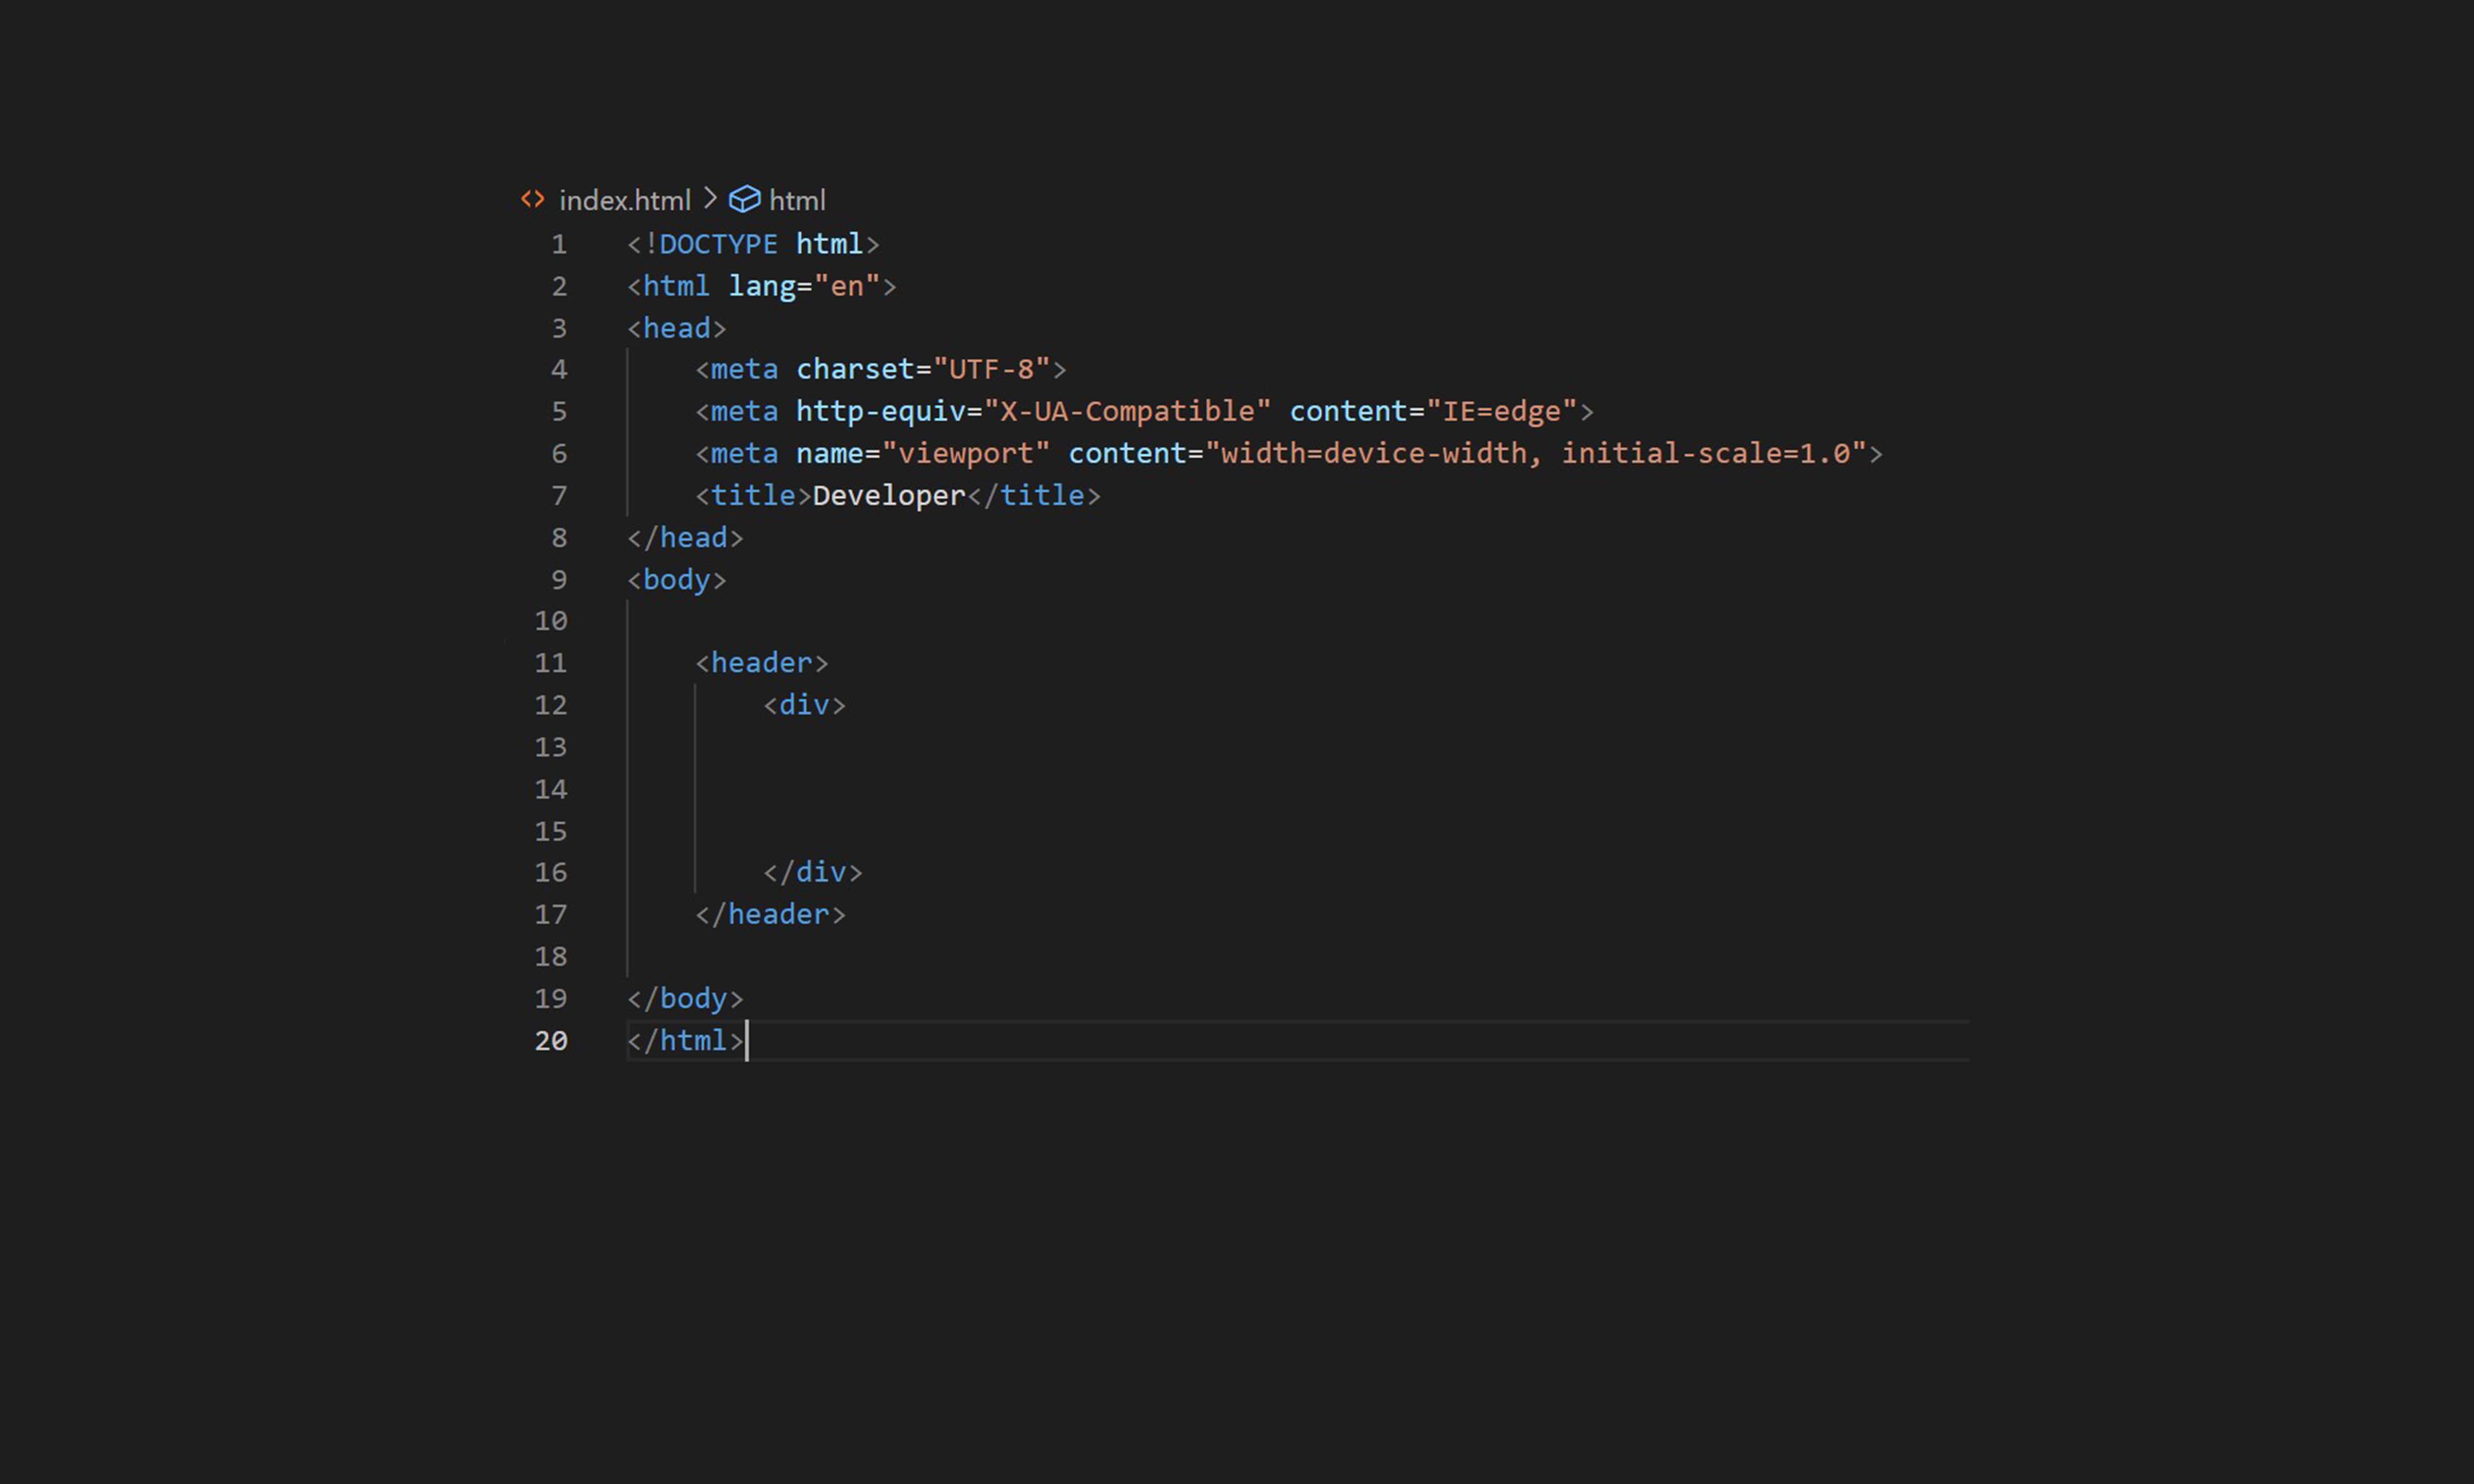 index.html > html
1 <!DOCTYPE html>
2 <html lang="en">
3 <head>
4     <meta charset="UTF-8">
5     <meta http-equiv="X-UA-Compatible" content="IE=edge">
6     <meta name="viewport" content="width=device-width, initial-scale=1.0">
7     <title>Developer</title>
8 </head>
9 <body>
10
11     <header>
12         <div>
13
14
15
16         </div>
17     </header>
18
19 </body>
20 </html>